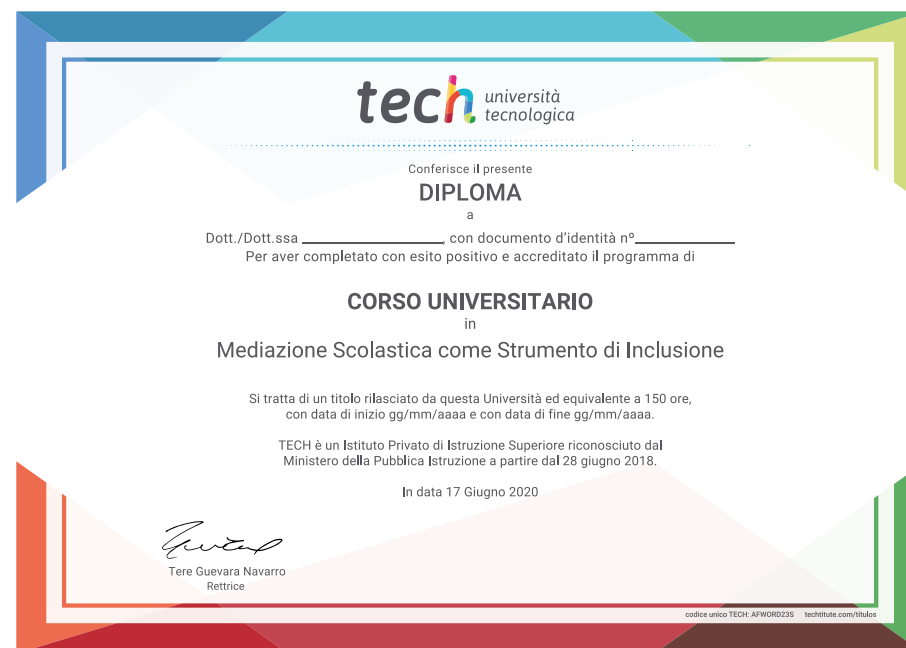 tech università
tecnologica
Conferisce il presente
DIPLOMA
a
Dott./Dott.ssa ____________, con documento d'identità nº____________
Per aver completato con esito positivo e accreditato il programma di
CORSO UNIVERSITARIO
in
Mediazione Scolastica come Strumento di Inclusione
Si tratta di un titolo rilasciato da questa Università ed equivalente a 150 ore,
con data di inizio gg/mm/aaaa e con data di fine gg/mm/aaaa.
TECH è un Istituto Privato di Istruzione Superiore riconosciuto dal
Ministero della Pubblica Istruzione a partire dal 28 giugno 2018.
In data 17 Giugno 2020
Tere Guevara Navarro
Rettrice
codice unico TECH: AFWORD23S techtitute.com/titulos